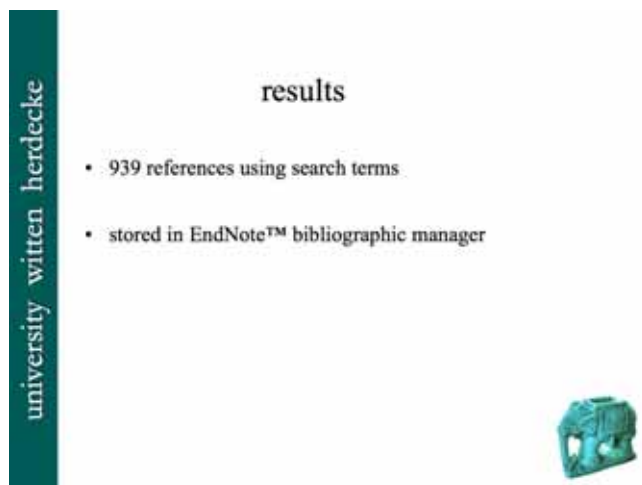 university witten herdecke
results
• 939 references using search terms
• stored in EndNote™ bibliographic manager